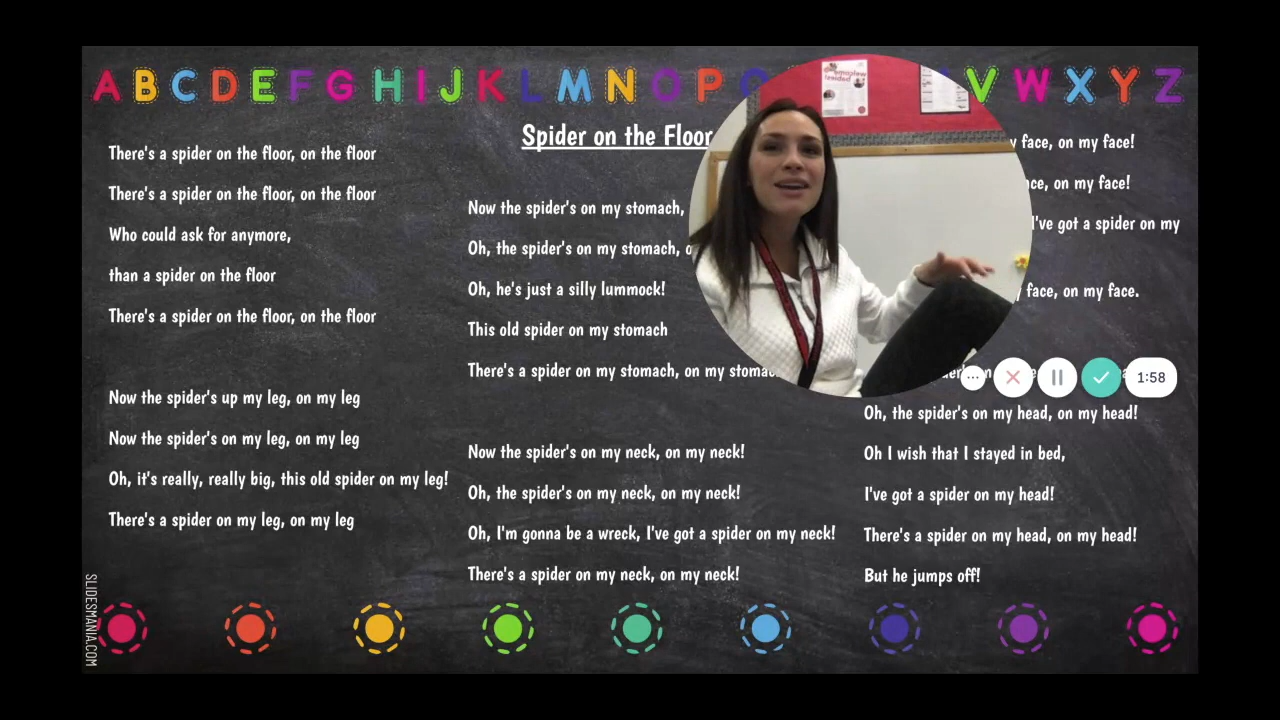 A B C D E F G H I J K L M N O P Q V W X Y Z
Spider on the Floor
There's a spider on the floor, on the floor
There's a spider on the floor, on the floor
Who could ask for anymore,
than a spider on the floor
There's a spider on the floor, on the floor
Now the spider's up my leg, on my leg
Now the spider's on my leg, on my leg
Oh, it's really, really big, this old spider on my leg!
There's a spider on my leg, on my leg
Now the spider's on my stomach,
Oh, the spider's on my stomach,
Oh, he's just a silly lummock!
This old spider on my stomach
There's a spider on my stomach, on my
Now the spider's on my neck, on my neck!
Oh, the spider's on my neck, on my neck!
Oh, I'm gonna be a wreck, I've got a spider on my neck!
There's a spider on my neck, on my neck!
face, on my face!
on my face!
I've got a spider on my
face, on my face.
1:58
Oh, the spider's on my head, on my head!
Oh I wish that I stayed in bed,
I've got a spider on my head!
There's a spider on my head, on my head!
But he jumps off!
SLIDESMANIA.COM